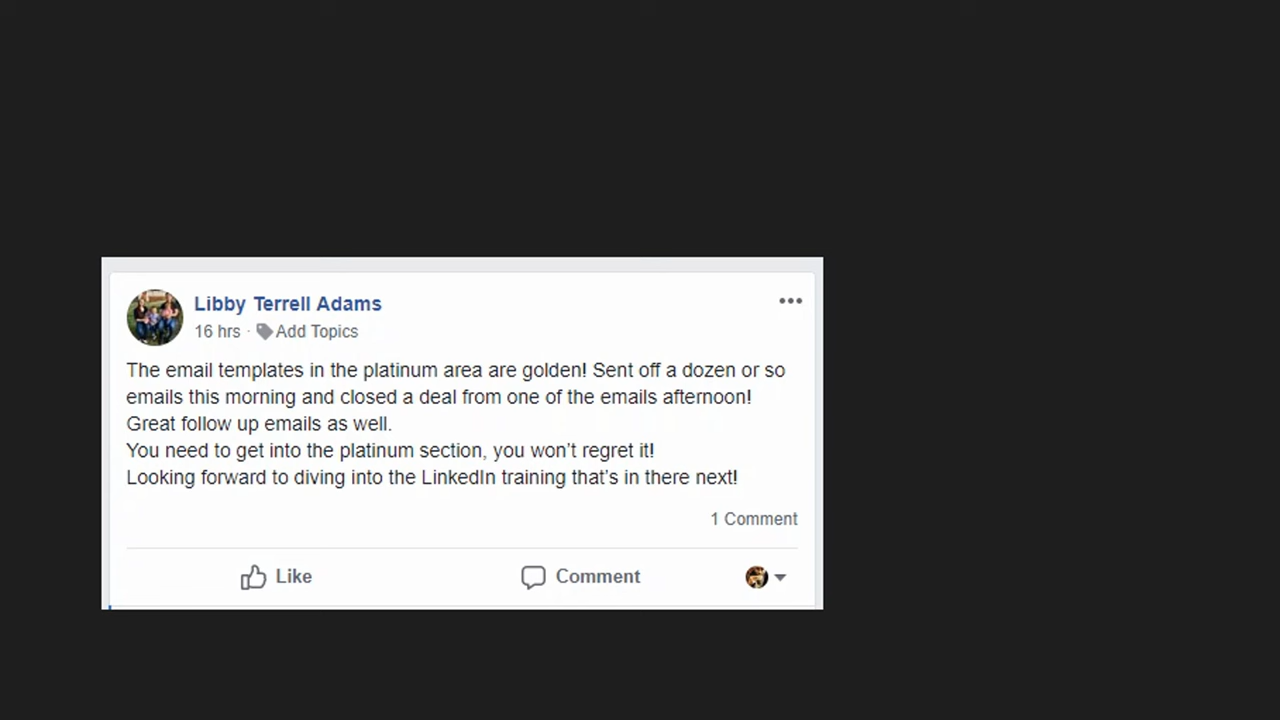 Libby Terrell Adams
16 hrs · Add Topics
The email templates in the platinum area are golden! Sent off a dozen or so
emails this morning and closed a deal from one of the emails afternoon!
Great follow up emails as well.
You need to get into the platinum section, you won't regret it!
Looking forward to diving into the LinkedIn training that's in there next!
1 Comment
Like Comment